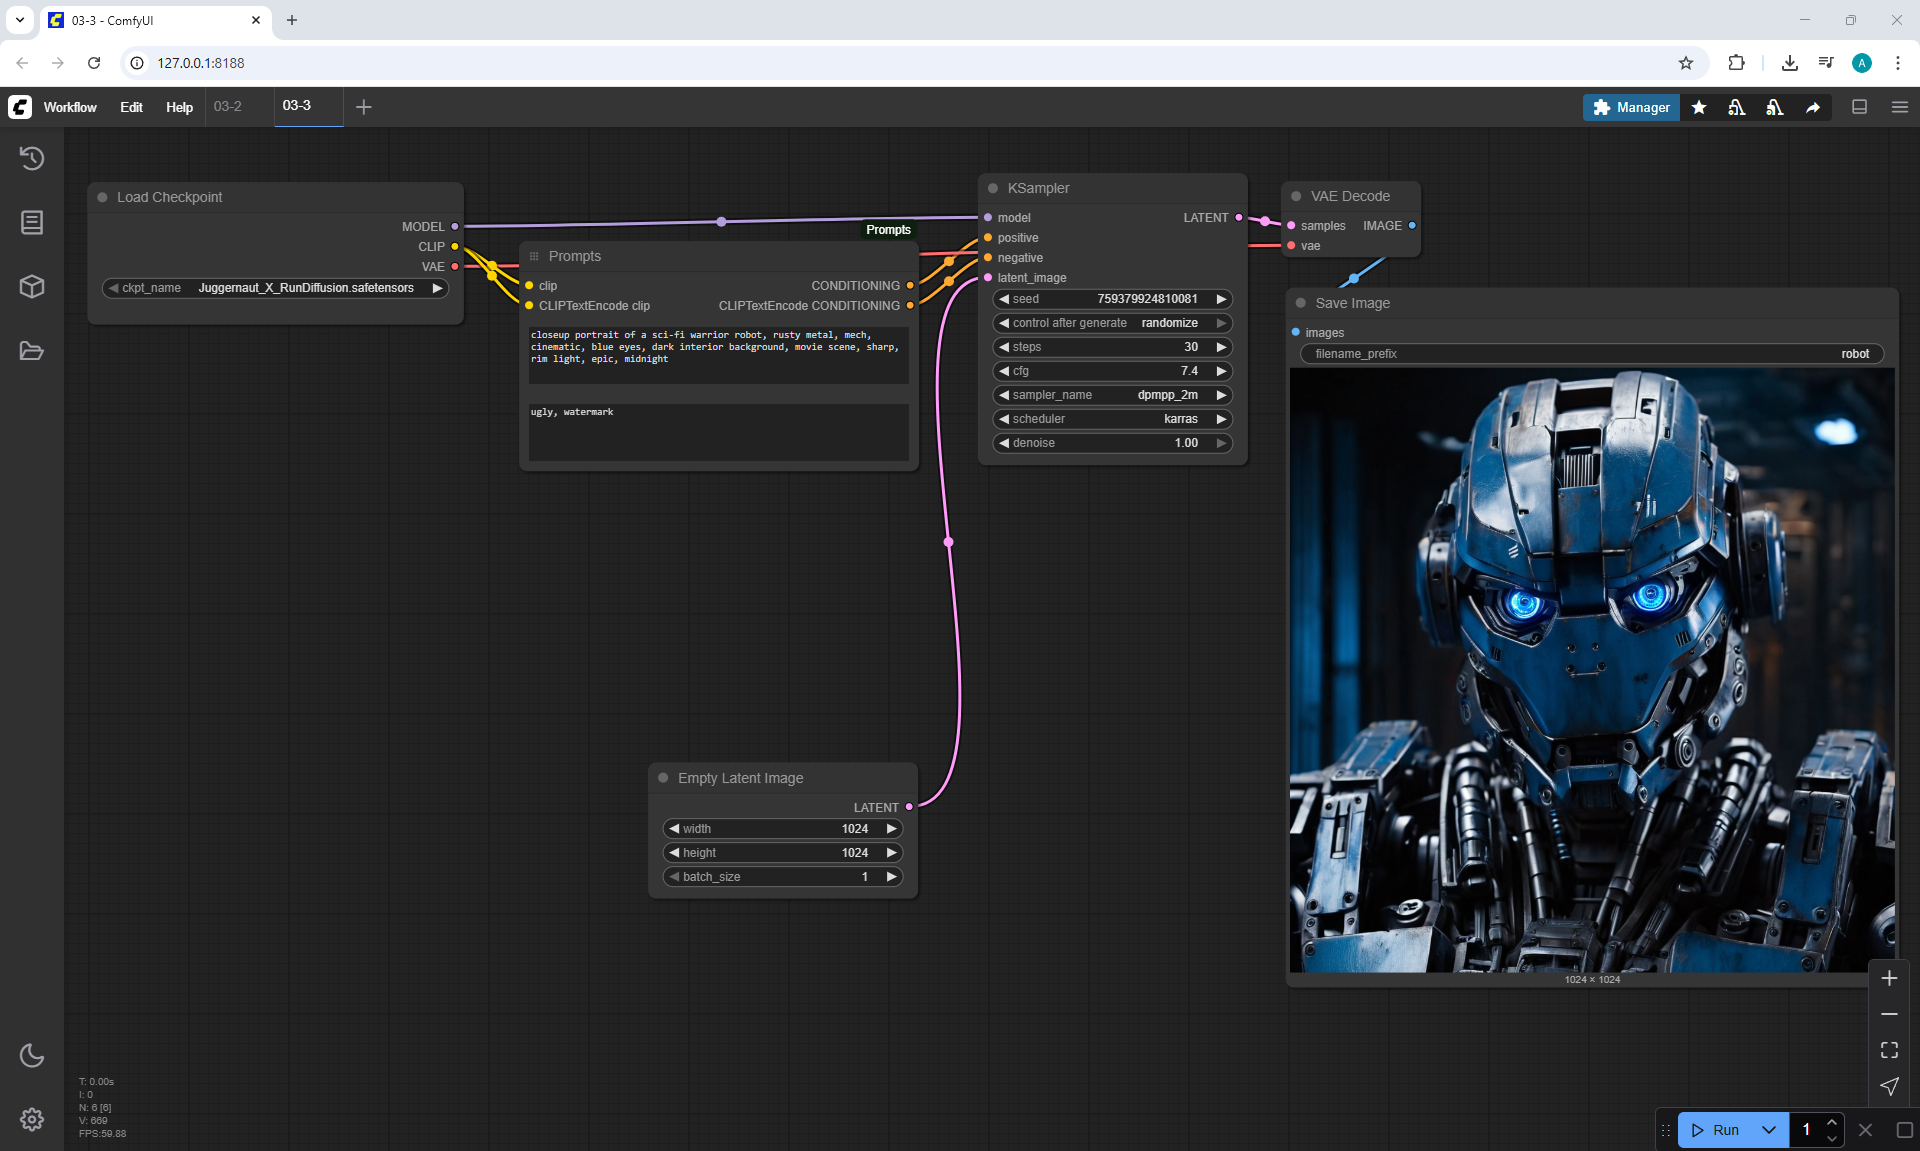 03-3 - ComfyUI
127.0.0.1:8188
Workflow Edit Help 03-2 03-3 Manager
Load Checkpoint
MODEL
CLIP
VAE
ckpt_name Juggernaut_X_RunDiffusion.safetensors
Prompts
Prompts
clip CONDITIONING
CLIPTextEncode clip CLIPTextEncode CONDITIONING
closeup portrait of a sci-fi warrior robot, rusty metal, mech,
cinematic, blue eyes, dark interior background, movie scene, sharp,
rim light, epic, midnight
ugly, watermark
KSampler
model LATENT
positive
negative
latent_image
seed 759379924810081
control after generate randomize
steps 30
cfg 7.4
sampler_name dpmpp_2m
scheduler karras
denoise 1.00
VAE Decode
samples IMAGE
vae
Save Image
images
filename_prefix robot
1024 × 1024
Empty Latent Image
LATENT
width 1024
height 1024
batch_size 1
T: 0.00s
I: 0
N: 6 [6]
V: 669
FPS:59.88
Run 1
A